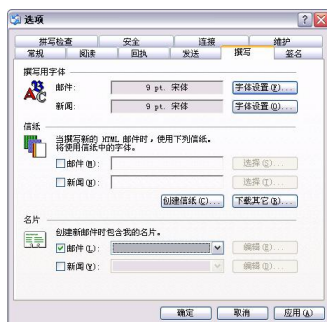 选项
拼写检查 安全 连接 维护
常规 阅读 回执 发送 撰写 签名
撰写用字体
邮件: 9 pt. 宋体 字体设置(F)...
新闻: 9 pt. 宋体 字体设置(O)...
信纸
当撰写新的 HTML 邮件时,使用下列信纸。
将使用信纸中的字体。
邮件(M): 选择(S)...
新闻(N): 选择(T)...
创建信纸(C)... 下载其它(R)...
名片
创建新邮件时包含我的名片。
邮件(L): 编辑(E)...
新闻(Y): 编辑(D)...
确定 取消 应用(A)